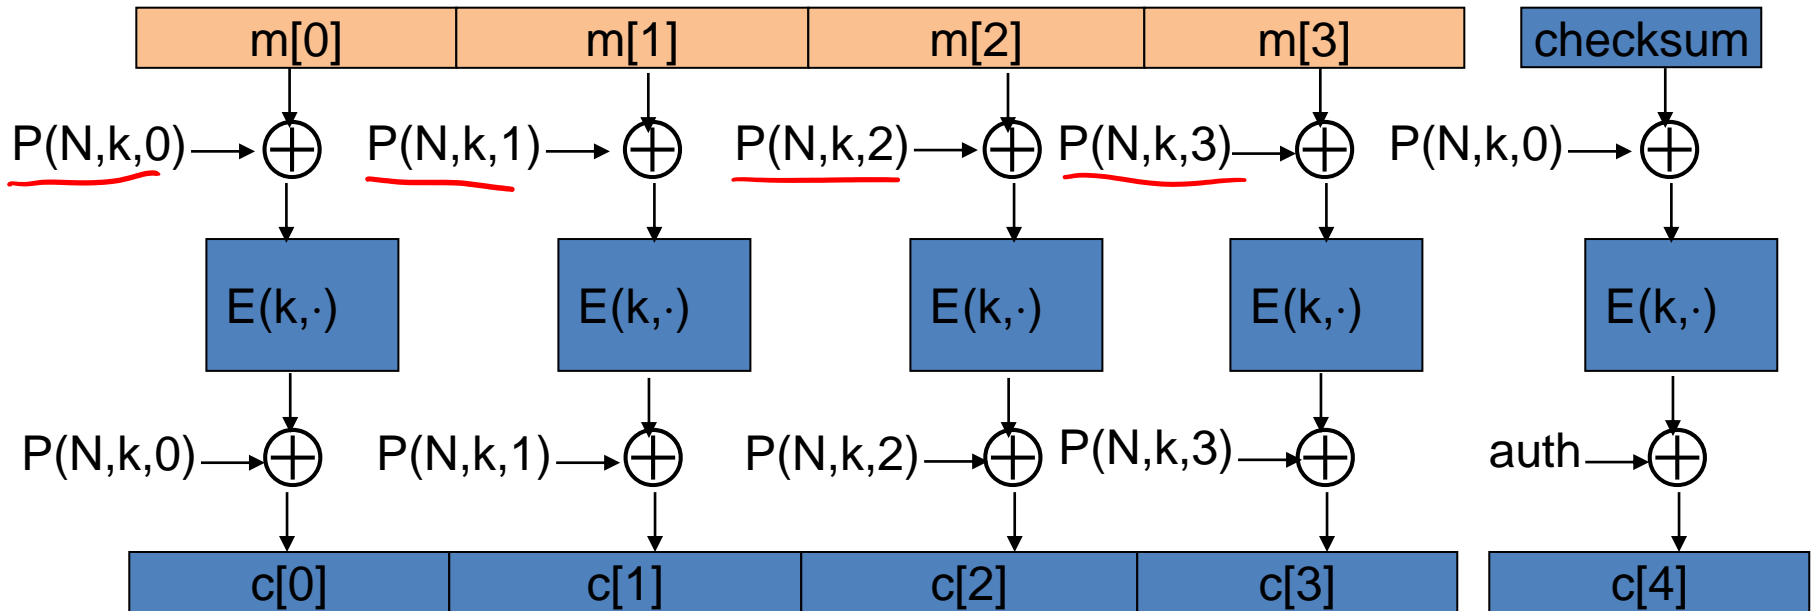 m[0] m[1] m[2] m[3] checksum
P(N,k,0) P(N,k,1) P(N,k,2) P(N,k,3) P(N,k,0)
E(k,·) E(k,·) E(k,·) E(k,·) E(k,·)
P(N,k,0) P(N,k,1) P(N,k,2) P(N,k,3) auth
c[0] c[1] c[2] c[3] c[4]